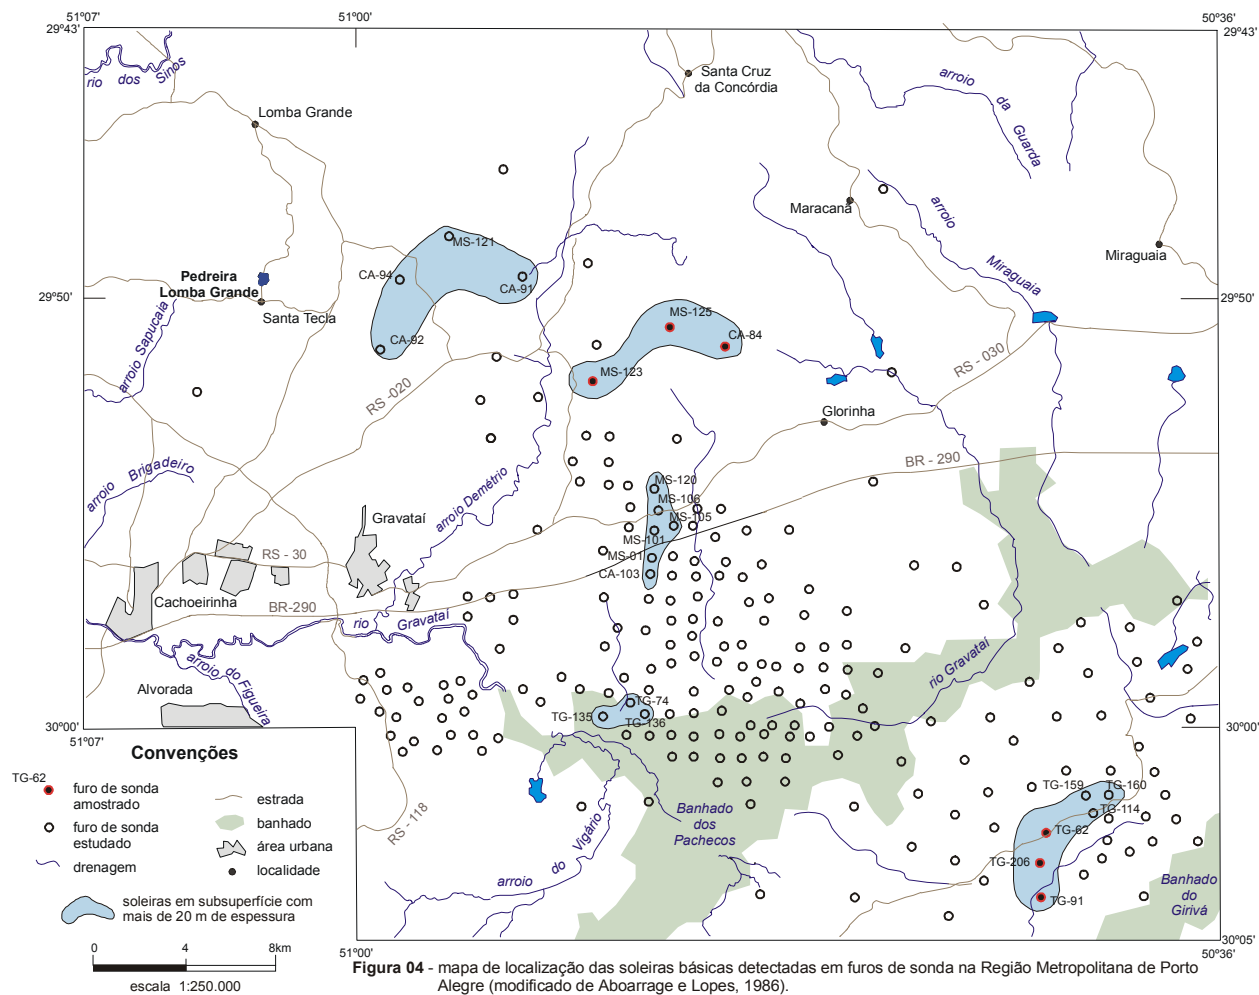 51°07'
51°00'
50°36'
29°43'
29°43'
rio dos Sinos
Santa Cruz
da Concórdia
arroio da Guarda
Lomba Grande
Maracanã
arroio Miraguaia
Miraguaia
MS-121
CA-94
CA-91
Pedreira
Lomba Grande
29°50'
29°50'
Santa Tecla
MS-125
CA-84
CA-92
arroio Sapucaia
MS-123
RS -020
RS - 030
Glorinha
BR - 290
arroio Brigadeiro
arroio Demétrio
MS-120
MS-106
MS-105
MS-101
MS-01
CA-103
Gravataí
RS - 30
Cachoeirinha
BR-290
rio Gravataí
rio Gravataí
arroio do Figueira
Alvorada
TG-74
TG-135
TG-136
30°00'
30°00'
51°07'
51°00'
Convenções
TG-62
furo de sonda
amostrado
furo de sonda
estudado
drenagem
estrada
banhado
área urbana
localidade
soleiras em subsuperfície com
mais de 20 m de espessura
0 4 8km
escala 1:250.000
RS - 118
arroio do Vigário
Banhado
dos
Pachecos
TG-159
TG-160
TG-114
TG-62
TG-206
TG-91
Banhado
do
Girivá
30°05'
51°00'
50°36'
Figura 04 - mapa de localização das soleiras básicas detectadas em furos de sonda na Região Metropolitana de Porto
Alegre (modificado de Aboarrage e Lopes, 1986).